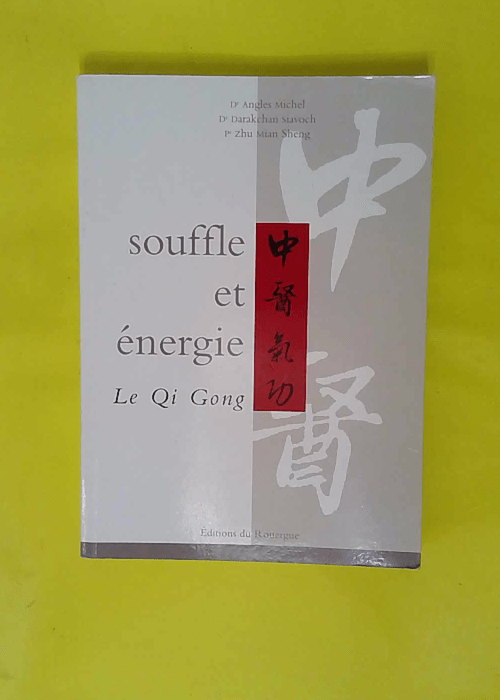 Dr Angles Michel
Dr Darakchan Siavoch
Pr Zhu Mian Sheng
souffle
et
énergie
Le Qi Gong
中醫氣功
中醫
Éditions du Rouergue